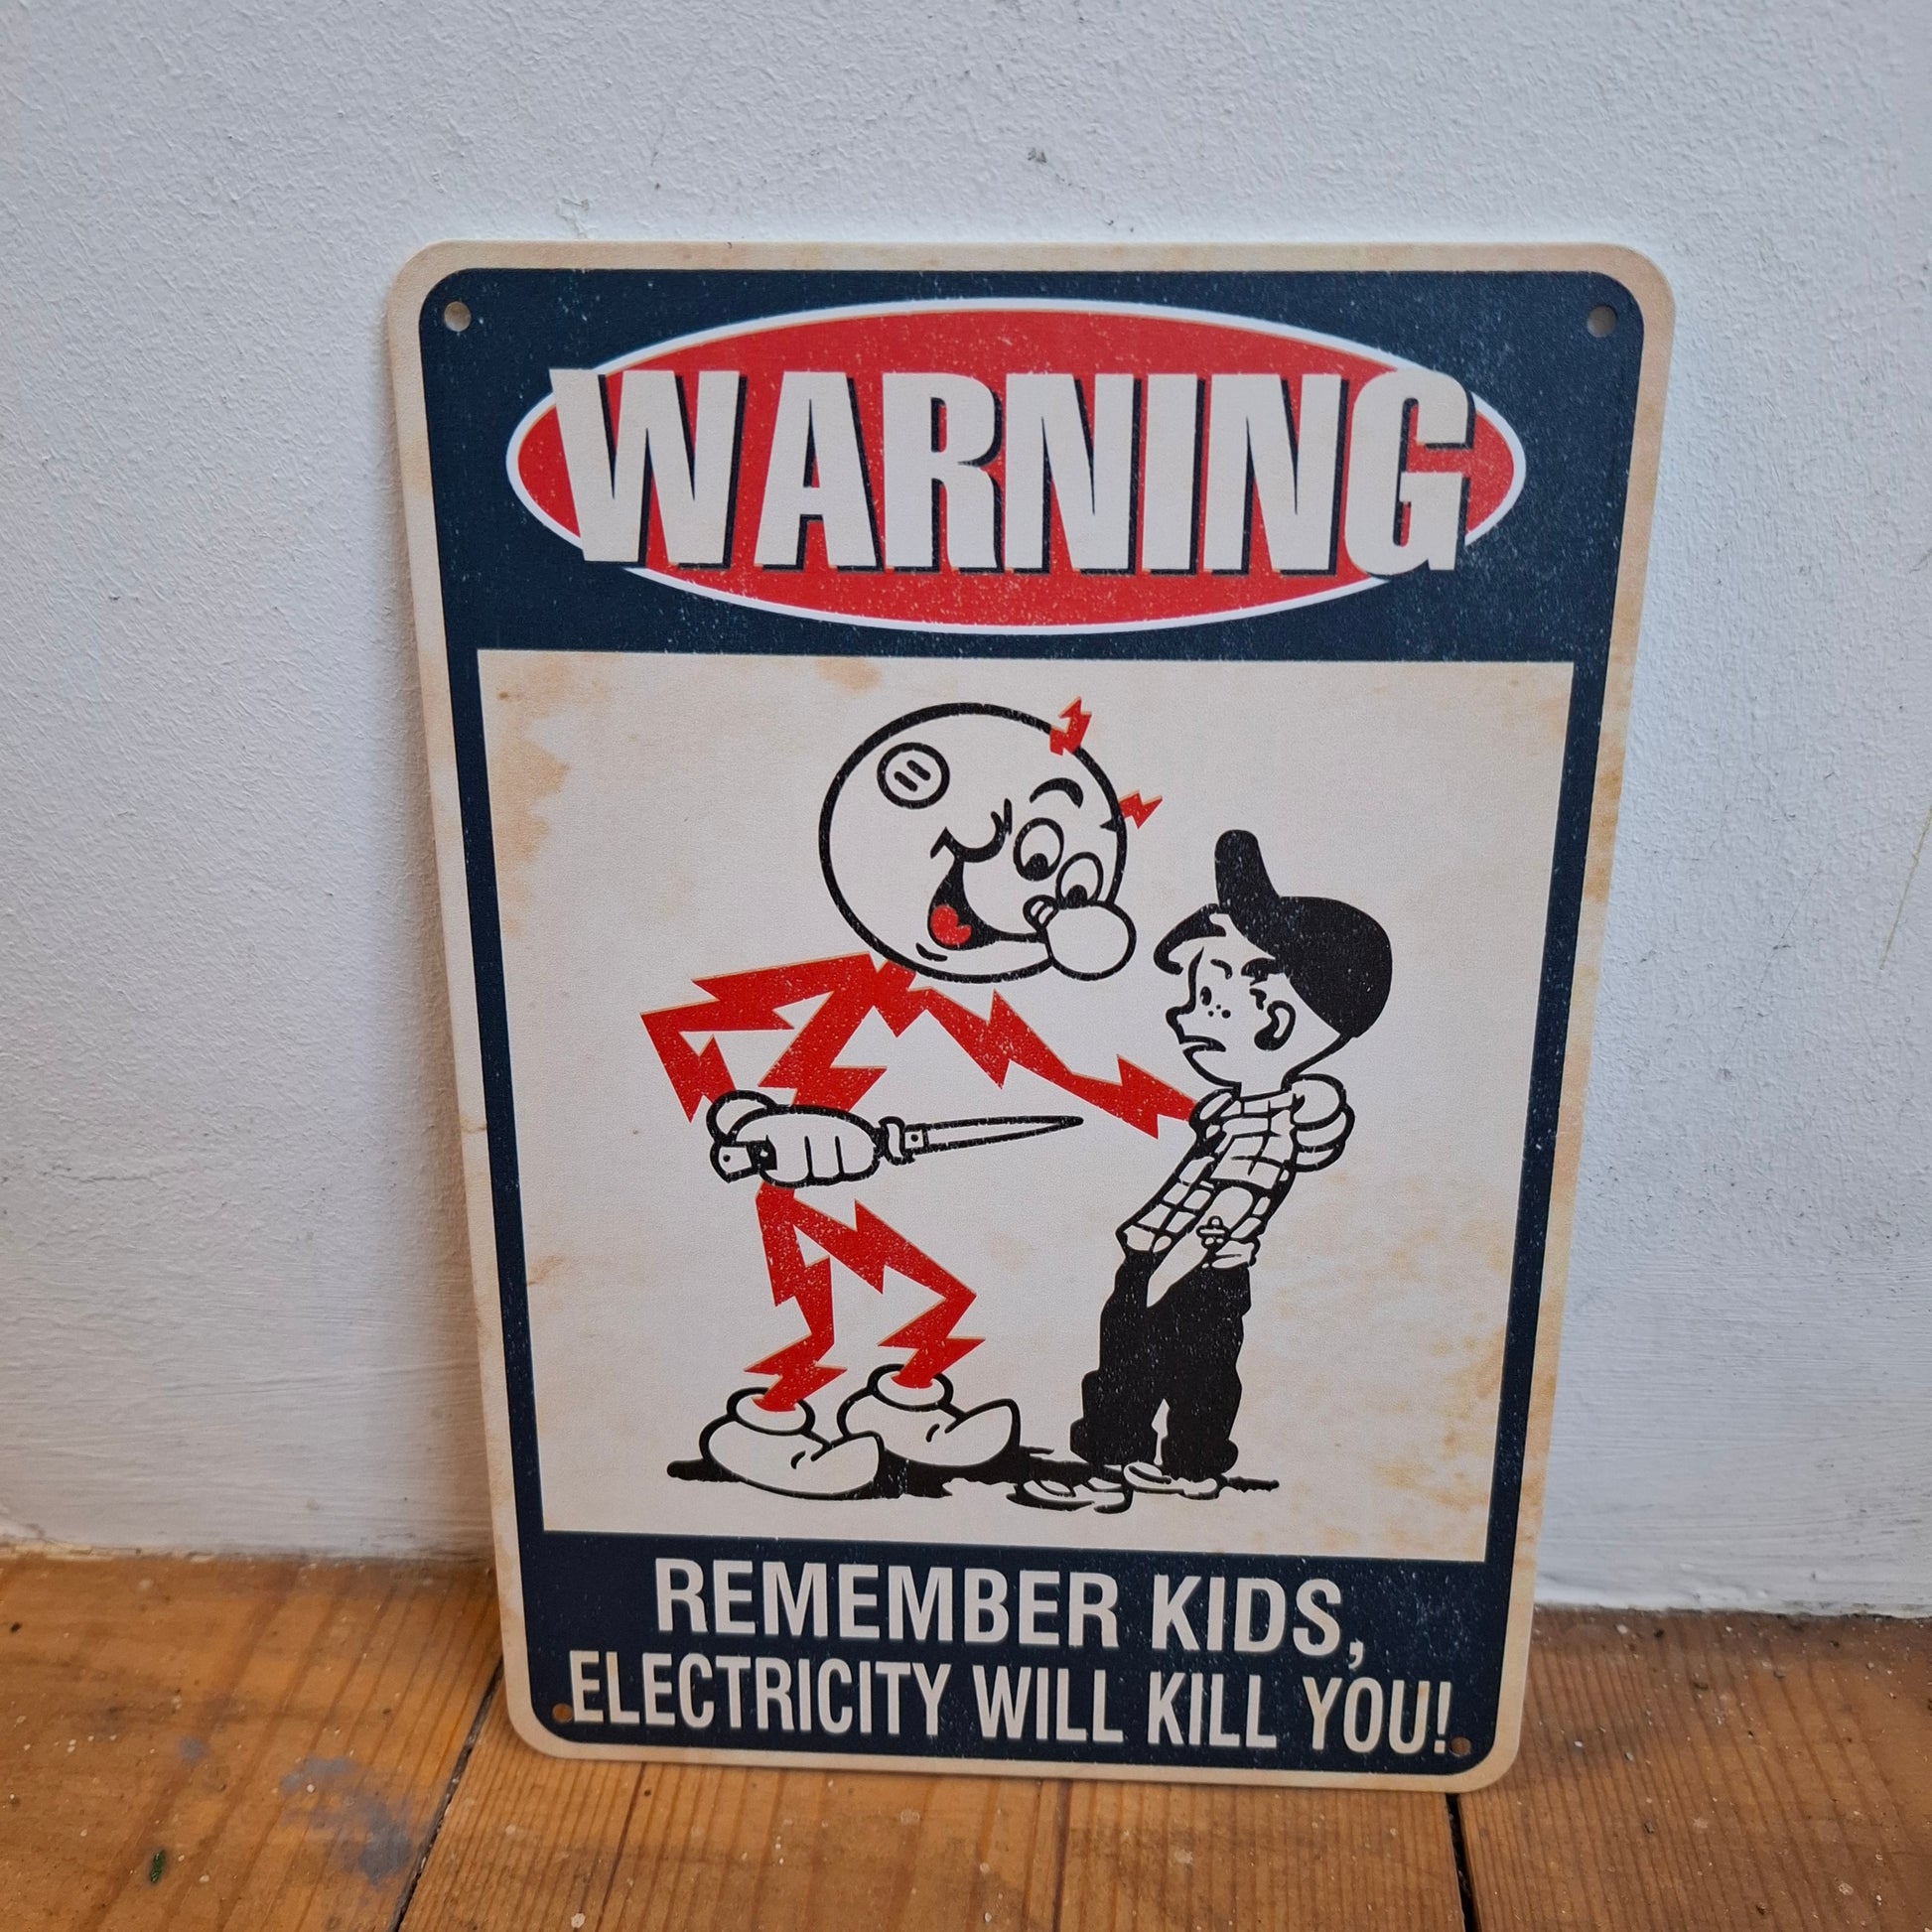 WARNING
REMEMBER KIDS,
ELECTRICITY WILL KILL YOU!